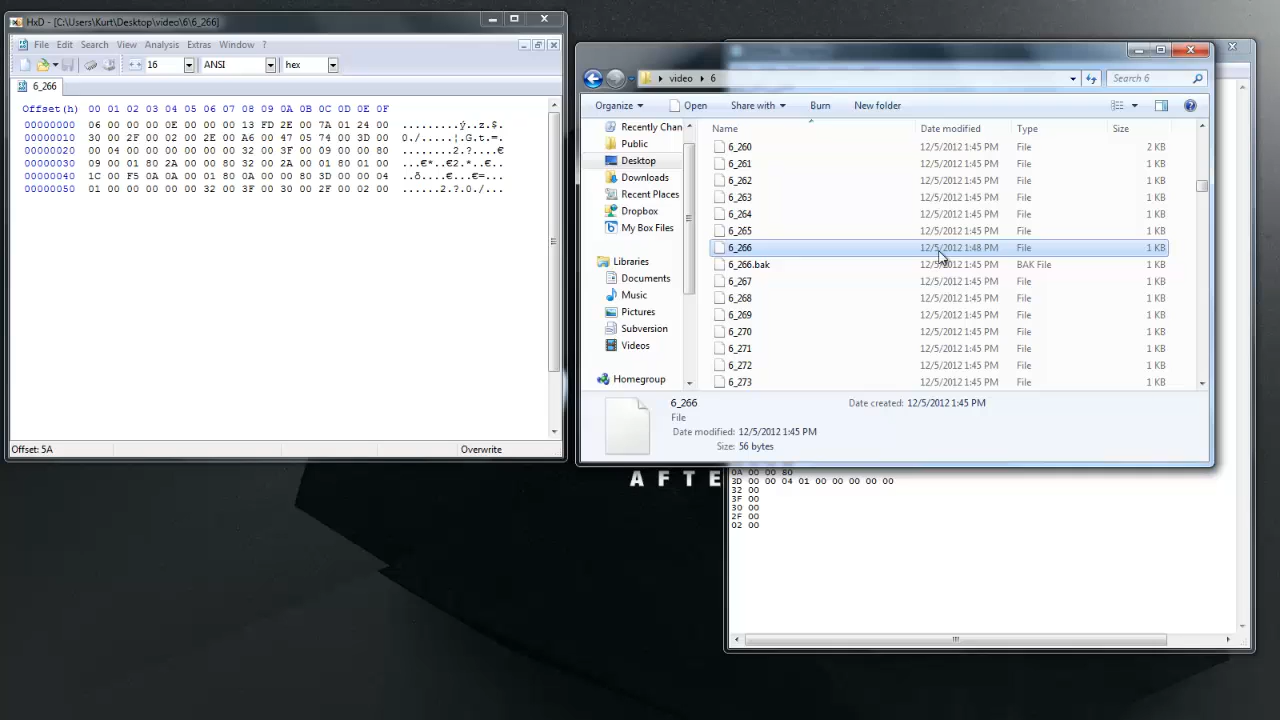 HxD - [C:\Users\Kurt\Desktop\video\6\6_266]
File Edit Search View Analysis Extras Window ?
16 ANSI hex
6_266
Offset(h) 00 01 02 03 04 05 06 07 08 09 0A 0B 0C 0D 0E 0F
00000000 06 00 00 00 0E 00 00 00 13 FD 2E 00 7A 01 24 00 .........ý..z.$.
00000010 30 00 2F 00 02 00 2E 00 A6 00 47 05 74 00 3D 00 0./.....¦.G.t.=.
00000020 00 04 00 00 00 00 00 32 00 3F 00 09 00 00 00 80 .......2.?....€
00000030 09 00 01 80 2A 00 00 80 32 00 2A 00 01 80 01 00 ...€*..€2.*..€..
00000040 1C 00 F5 0A 0A 00 01 80 0A 00 00 80 3D 00 00 04 ..õ....€...€=...
00000050 01 00 00 00 00 00 32 00 3F 00 30 00 2F 00 02 00 ......2.?.0./...
Offset: 5A Overwrite
video 6 Search 6
Organize Open Share with Burn New folder
Recently Chan
Public
Desktop
Downloads
Recent Places
Dropbox
My Box Files
Libraries
Documents
Music
Pictures
Subversion
Videos
Homegroup
Name Date modified Type Size
6_260 12/5/2012 1:45 PM File 2 KB
6_261 12/5/2012 1:45 PM File 1 KB
6_262 12/5/2012 1:45 PM File 1 KB
6_263 12/5/2012 1:45 PM File 1 KB
6_264 12/5/2012 1:45 PM File 1 KB
6_265 12/5/2012 1:45 PM File 1 KB
6_266 12/5/2012 1:48 PM File 1 KB
6_266.bak 12/5/2012 1:45 PM BAK File 1 KB
6_267 12/5/2012 1:45 PM File 1 KB
6_268 12/5/2012 1:45 PM File 1 KB
6_269 12/5/2012 1:45 PM File 1 KB
6_270 12/5/2012 1:45 PM File 1 KB
6_271 12/5/2012 1:45 PM File 1 KB
6_272 12/5/2012 1:45 PM File 1 KB
6_273 12/5/2012 1:45 PM File 1 KB
6_266 Date created: 12/5/2012 1:45 PM
File
Date modified: 12/5/2012 1:45 PM
Size: 56 bytes
AFTE
0A 00 00 80
3D 00 00 04 01 00 00 00 00 00
32 00
3F 00
30 00
2F 00
02 00